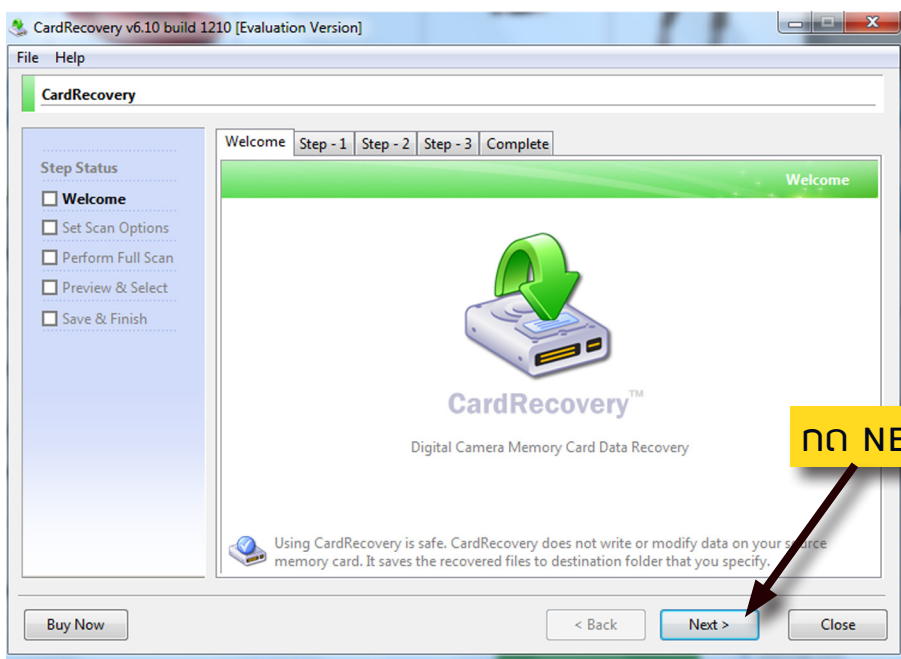 CardRecovery v6.10 build 1210 [Evaluation Version]
File Help
CardRecovery
Step Status
Welcome
Set Scan Options
Perform Full Scan
Preview & Select
Save & Finish
Welcome Step - 1 Step - 2 Step - 3 Complete
Welcome
CardRecovery™
Digital Camera Memory Card Data Recovery
กด NE
Using CardRecovery is safe. CardRecovery does not write or modify data on your source
memory card. It saves the recovered files to destination folder that you specify.
Buy Now < Back Next > Close